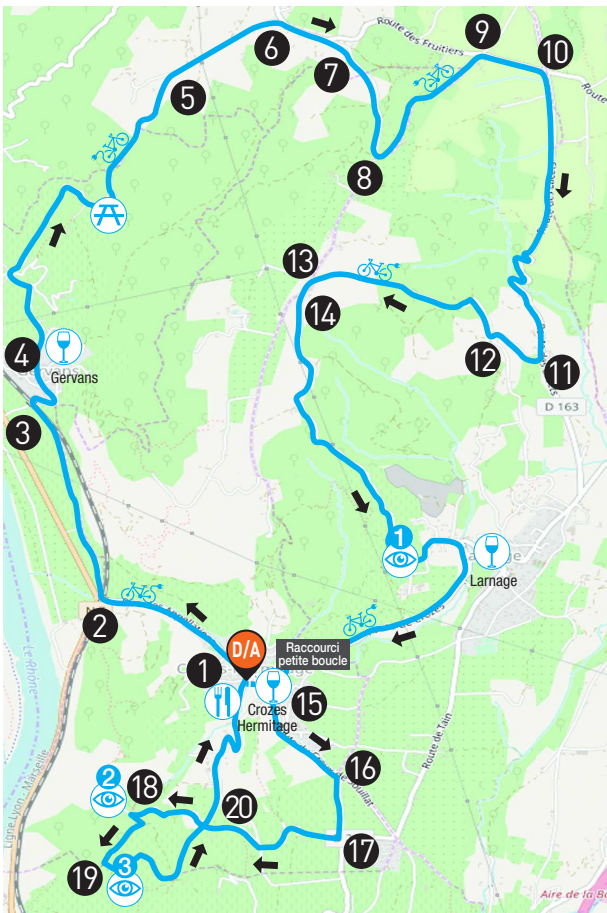 6
Route des Fruitiers
9
10
7
5
8
13
14
4
Gervans
12
11
D 163
3
1
Larnage
2
D/A
Raccourci
petite boucle
1
Crozes
Hermitage
15
Le Rhône
Route de Tain
16
2
18
20
17
19
3
Ligne Lyon - Marseille
Aire de la Bo